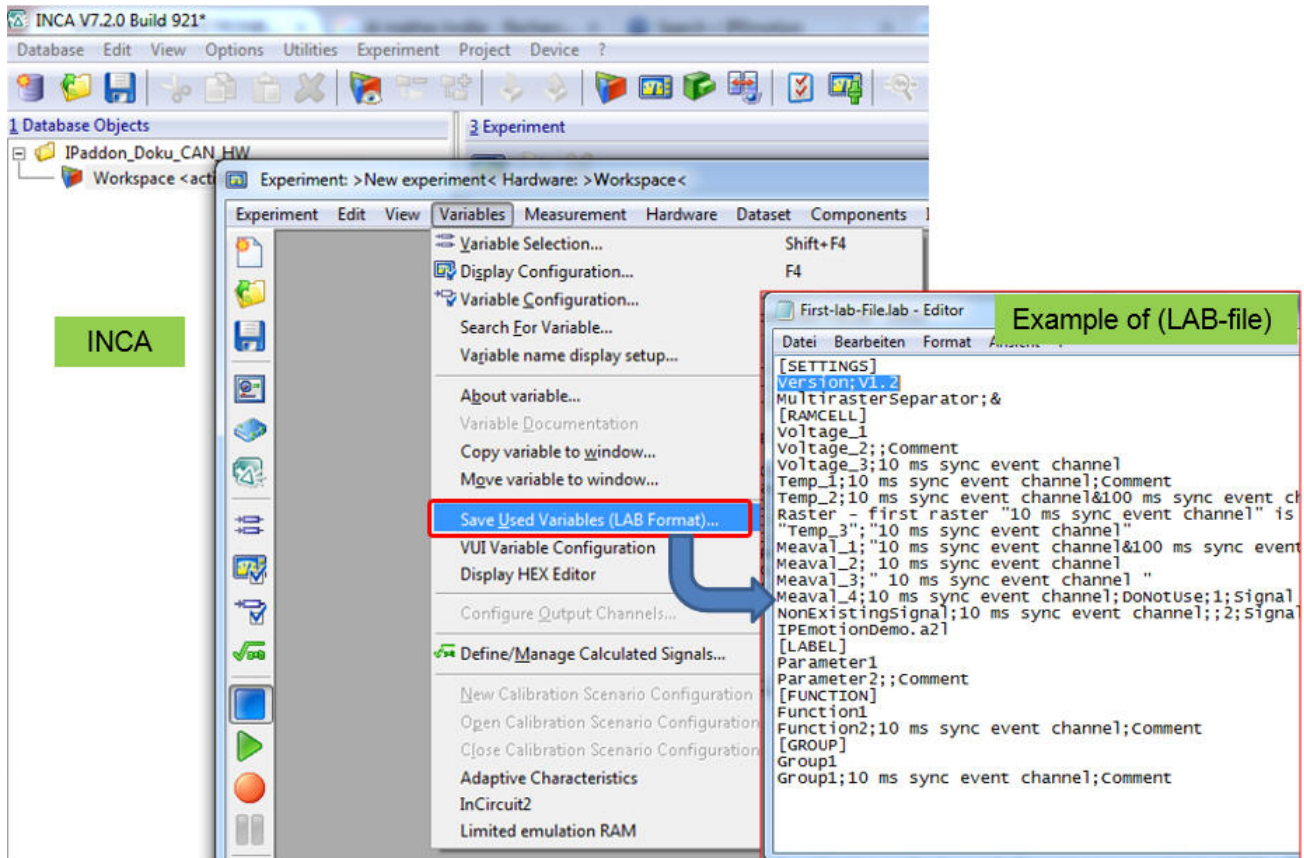 INCA V7.2.0 Build 921*
Database Edit View Options Utilities Experiment Project Device ?
1 Database Objects
3 Experiment
IPaddon_Doku_CAN_HW
Workspace <acti
Experiment: >New experiment< Hardware: >Workspace<
Experiment Edit View Variables Measurement Hardware Dataset Components
Variable Selection... Shift+F4
Display Configuration... F4
Variable Configuration...
Search For Variable...
Variable name display setup...
About variable...
Variable Documentation
Copy variable to window...
Move variable to window...
Save Used Variables (LAB Format)...
VUI Variable Configuration
Display HEX Editor
Configure Output Channels...
Define/Manage Calculated Signals...
New Calibration Scenario Configuration
Open Calibration Scenario Configuration
Close Calibration Scenario Configuration
Adaptive Characteristics
InCircuit2
Limited emulation RAM
INCA
First-lab-File.lab - Editor
Example of (LAB-file)
Datei Bearbeiten Format
[SETTINGS]
Version;V1.2
MultirasterSeparator;&
[RAMCELL]
Voltage_1
Voltage_2;;Comment
Voltage_3;10 ms sync event channel
Temp_1;10 ms sync event channel;Comment
Temp_2;10 ms sync event channel&100 ms sync event ch
Raster - first raster "10 ms sync event channel" is
"Temp_3";"10 ms sync event channel"
Meaval_1;"10 ms sync event channel&100 ms sync event
Meaval_2; 10 ms sync event channel
Meaval_3;" 10 ms sync event channel "
Meaval_4;10 ms sync event channel;DoNotUse;1;Signal
NonExistingSignal;10 ms sync event channel;;2;Signal
IPEmotionDemo.a2l
[LABEL]
Parameter1
Parameter2;;Comment
[FUNCTION]
Function1
Function2;10 ms sync event channel;Comment
[GROUP]
Group1
Group1;10 ms sync event channel;Comment